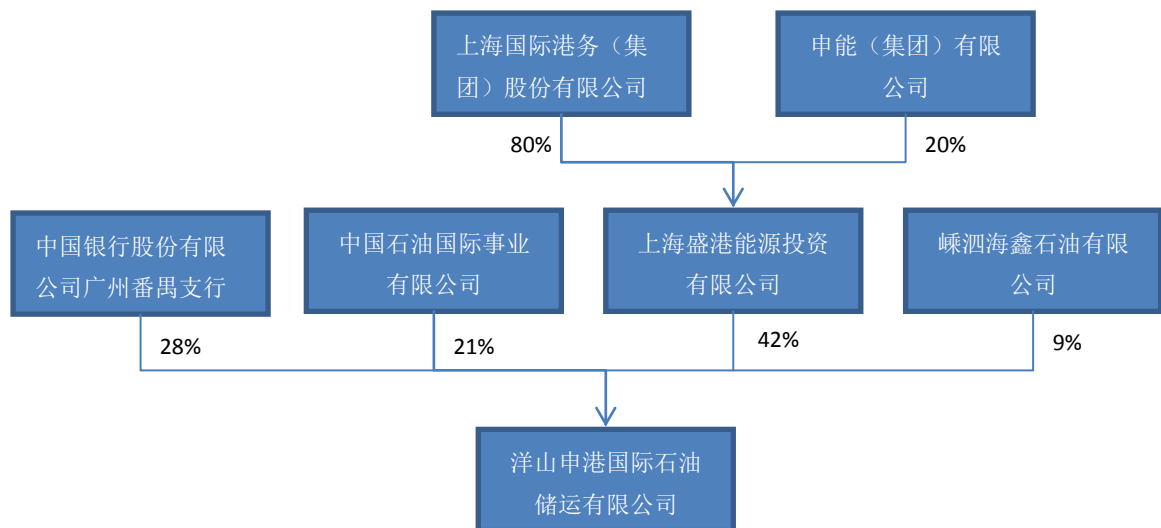 上海国际港务（集
团）股份有限公司
申能（集团）有限
公司
80%
20%
中国银行股份有限
公司广州番禺支行
中国石油国际事业
有限公司
上海盛港能源投资
有限公司
嵊泗海鑫石油有限
公司
28%
21%
42%
9%
洋山申港国际石油
储运有限公司